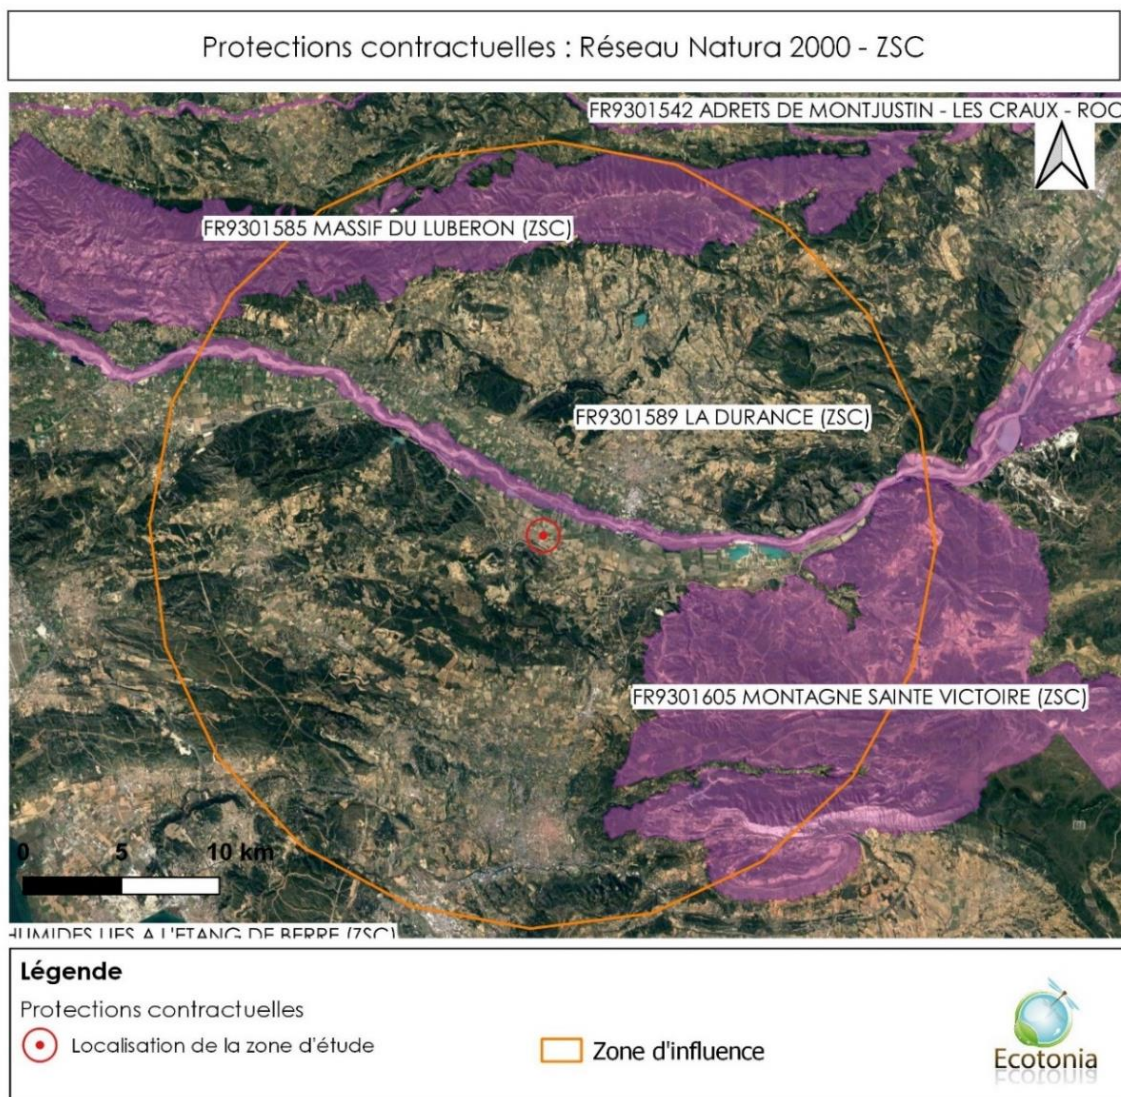 Protections contractuelles : Réseau Natura 2000 - ZSC
FR9301542 ADRETS DE MONTJUSTIN - LES CRAUX - ROC
FR9301585 MASSIF DU LUBERON (ZSC)
FR9301589 LA DURANCE (ZSC)
FR9301605 MONTAGNE SAINTE VICTOIRE (ZSC)
0 5 10 km
HUMIDES LIES A L'ETANG DE BERRE (ZSC)
Légende
Protections contractuelles
Localisation de la zone d'étude
Zone d'influence
Ecotonia